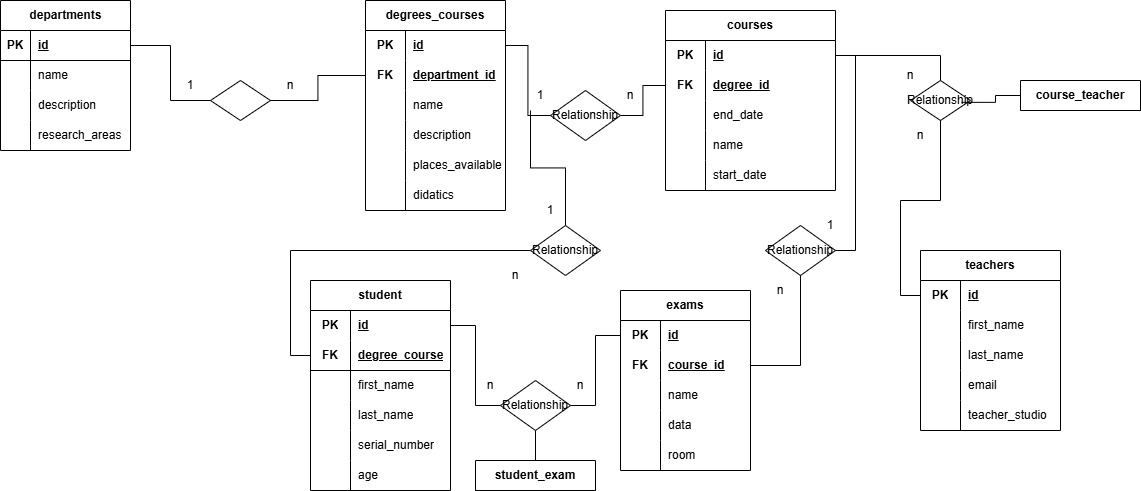 departments
PK id
name
description
research_areas
1
n
degrees_courses
PK id
FK department_id
name
description
places_available
didatics
1
Relationship
n
courses
PK id
FK degree_id
end_date
name
start_date
n
Relationship
n
course_teacher
1
Relationship
n
1
Relationship
n
teachers
PK id
first_name
last_name
email
teacher_studio
student
PK id
FK degree_course
first_name
last_name
serial_number
age
n
Relationship
n
student_exam
exams
PK id
FK course_id
name
data
room